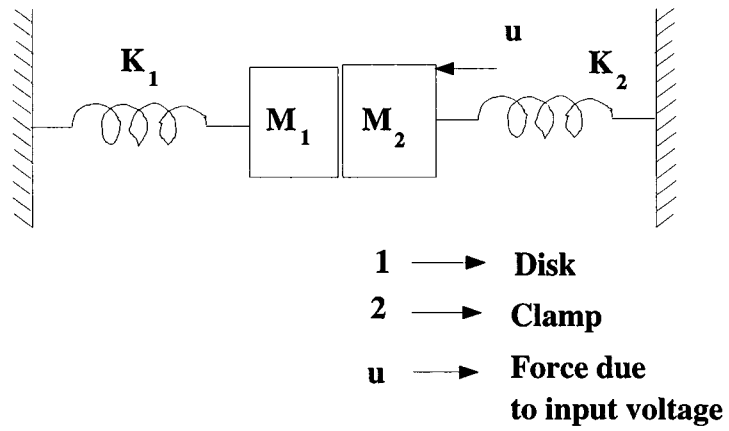 u
K₁
K₂
M₁ M₂
1 → Disk
2 → Clamp
u → Force due
to input voltage